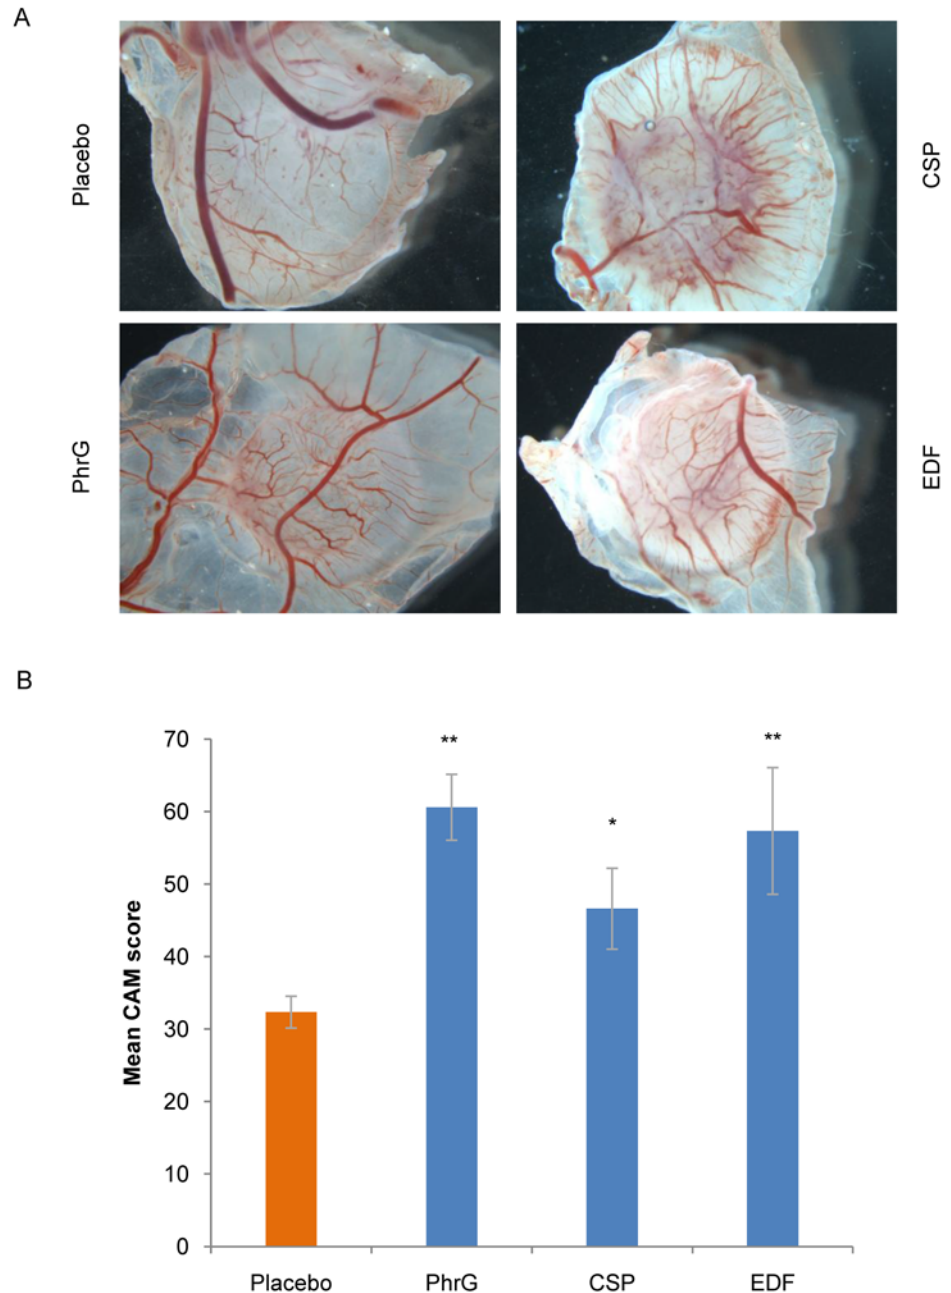 A
Placebo
CSP
PhrG
EDF
B
Mean CAM score
70
60
50
40
30
20
10
0
**
*
**
Placebo
PhrG
CSP
EDF